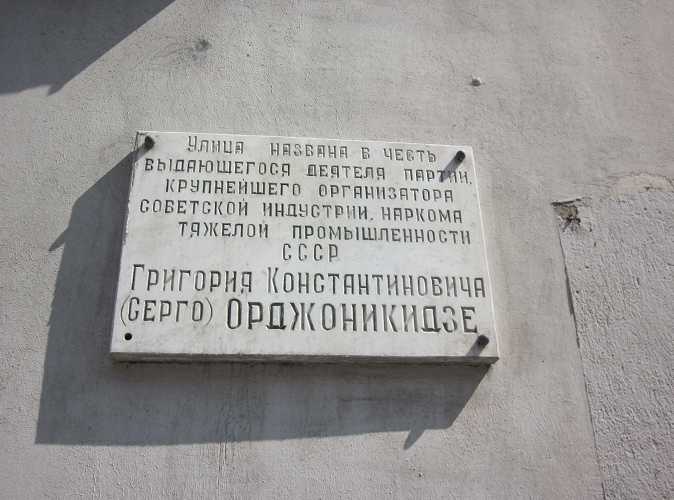 Улица названа в честь
выдающегося деятеля партии,
крупнейшего организатора
советской индустрии, наркома
тяжелой промышленности
СССР
Григория Константиновича
(Серго) Орджоникидзе